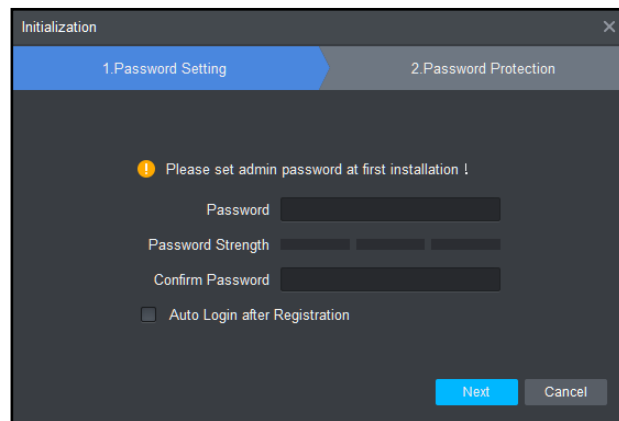 Initialization
1.Password Setting
2.Password Protection
Please set admin password at first installation !
Password
Password Strength
Confirm Password
Auto Login after Registration
Next
Cancel